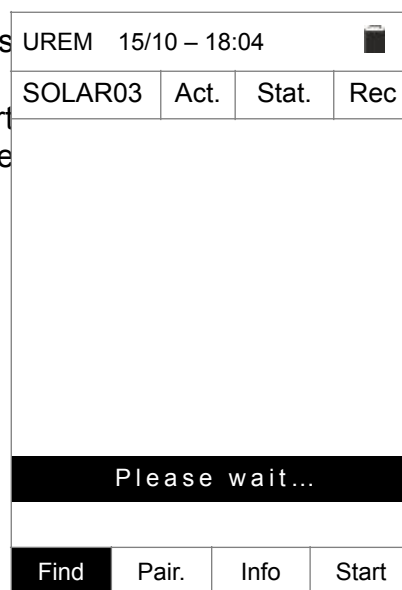 UREM 15/10 – 18:04
SOLAR03 Act. Stat. Rec
Please wait…
Find Pair. Info Start